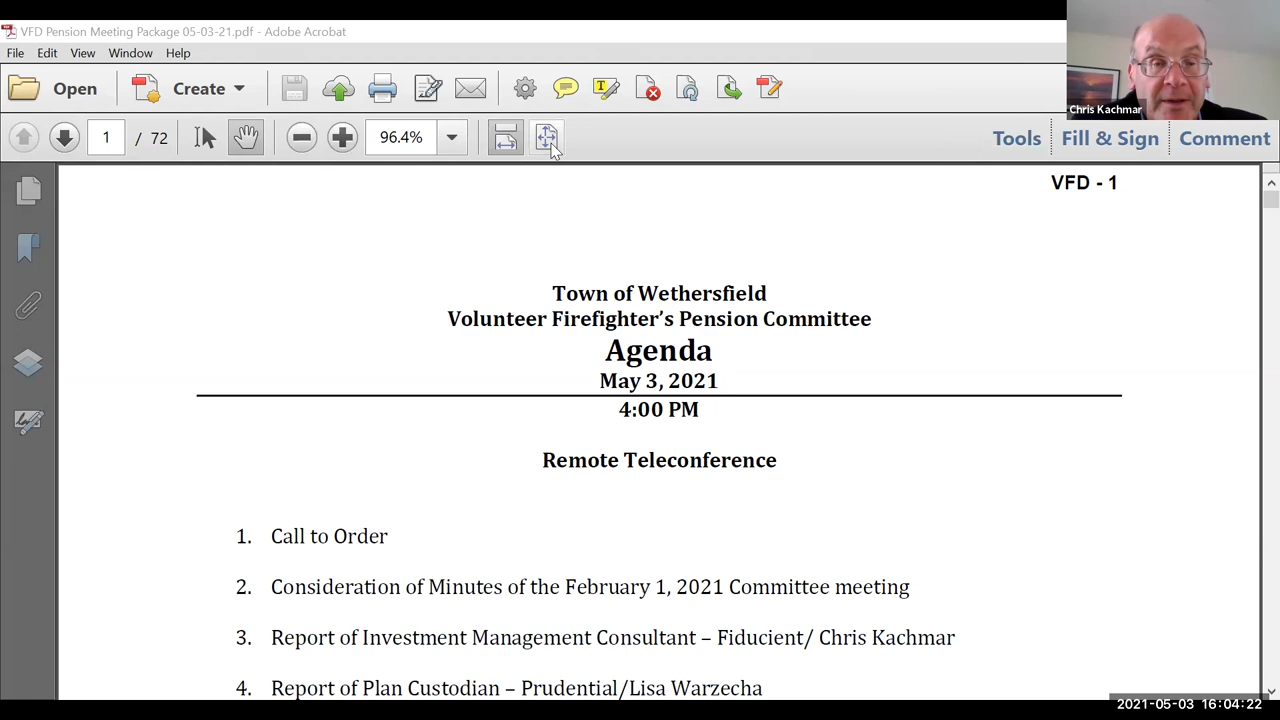 VFD Pension Meeting Package 05-03-21.pdf - Adobe Acrobat
File Edit View Window Help
Open Create
1 / 72 96.4% Tools Fill & Sign Comment
Chris Kachmar
VFD - 1
Town of Wethersfield
Volunteer Firefighter's Pension Committee
Agenda
May 3, 2021
4:00 PM
Remote Teleconference
1. Call to Order
2. Consideration of Minutes of the February 1, 2021 Committee meeting
3. Report of Investment Management Consultant – Fiducient/ Chris Kachmar
4. Report of Plan Custodian – Prudential/Lisa Warzecha
2021-05-03 16:04:22